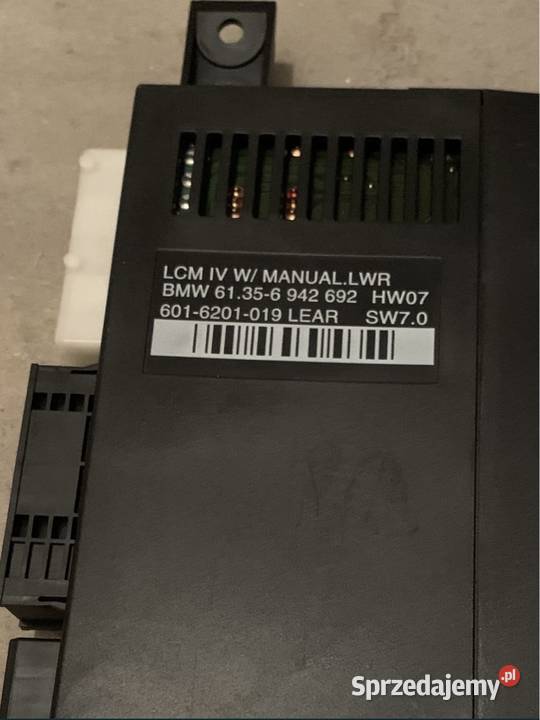 LCM IV W/ MANUAL.LWR
BMW 61.35-6 942 692 HW07
601-6201-019 LEAR SW7.0
Sprzedajemy.pl